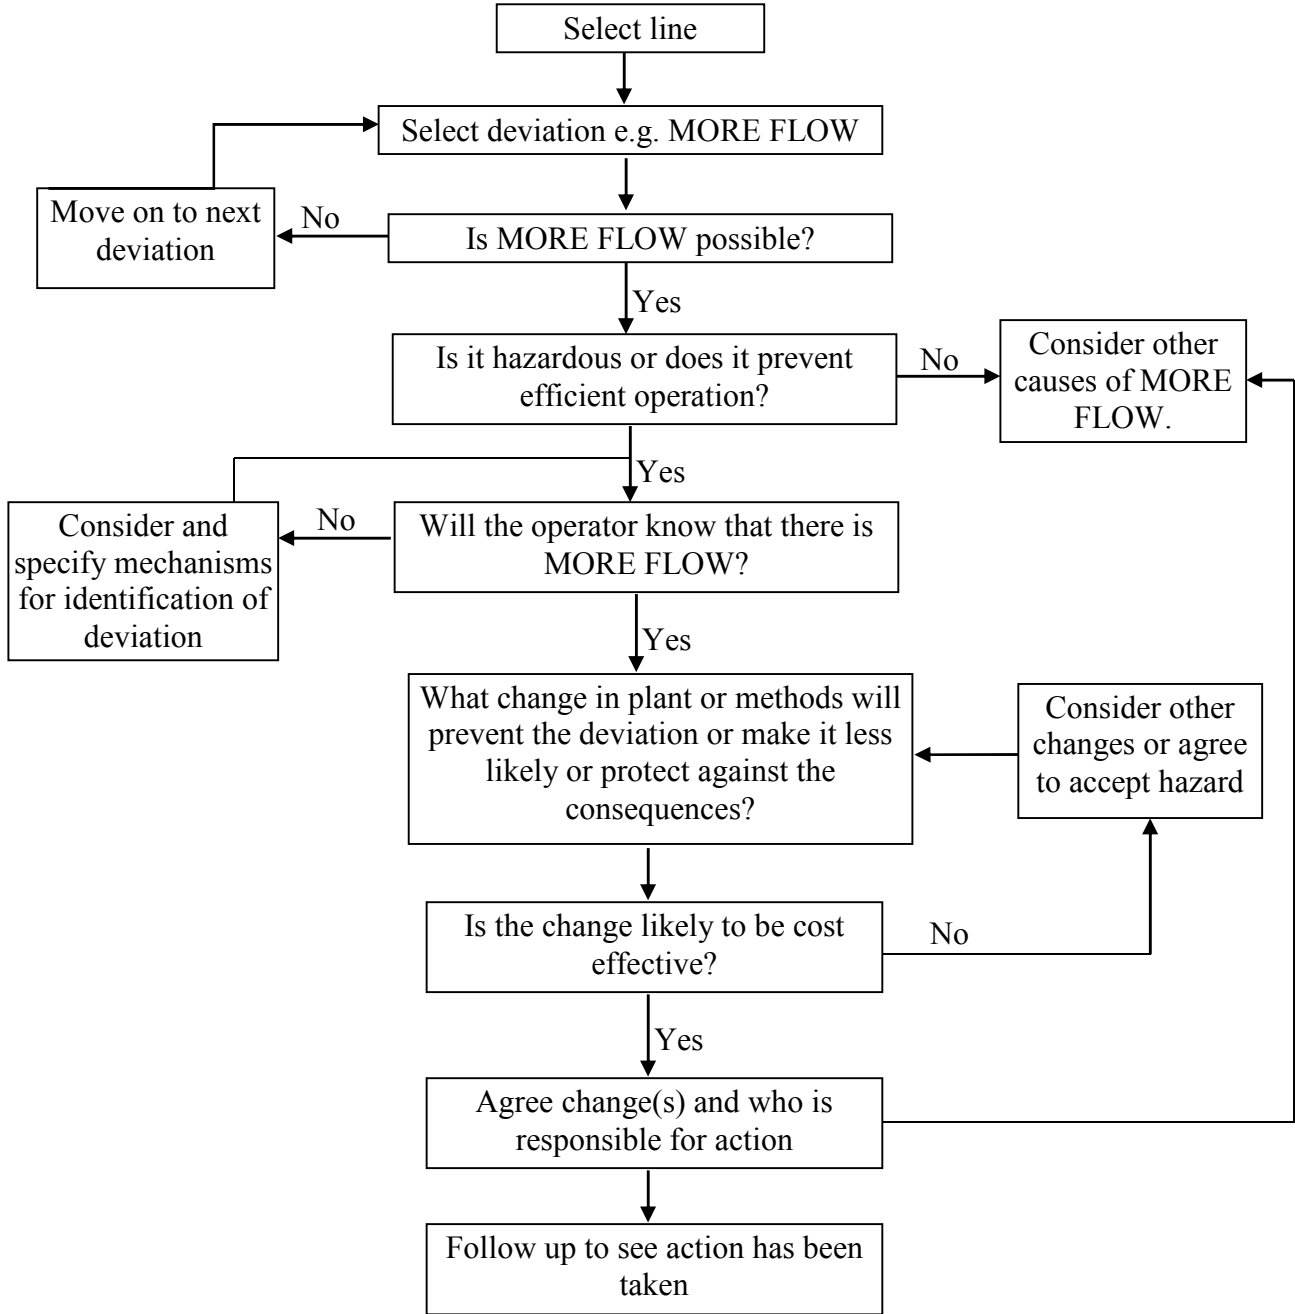 Select line
Select deviation e.g. MORE FLOW
Move on to next
deviation
No
Is MORE FLOW possible?
Yes
Is it hazardous or does it prevent
efficient operation?
No
Consider other
causes of MORE
FLOW.
Yes
Consider and
specify mechanisms
for identification of
deviation
No
Will the operator know that there is
MORE FLOW?
Yes
What change in plant or methods will
prevent the deviation or make it less
likely or protect against the
consequences?
Consider other
changes or agree
to accept hazard
Is the change likely to be cost
effective?
No
Yes
Agree change(s) and who is
responsible for action
Follow up to see action has been
taken